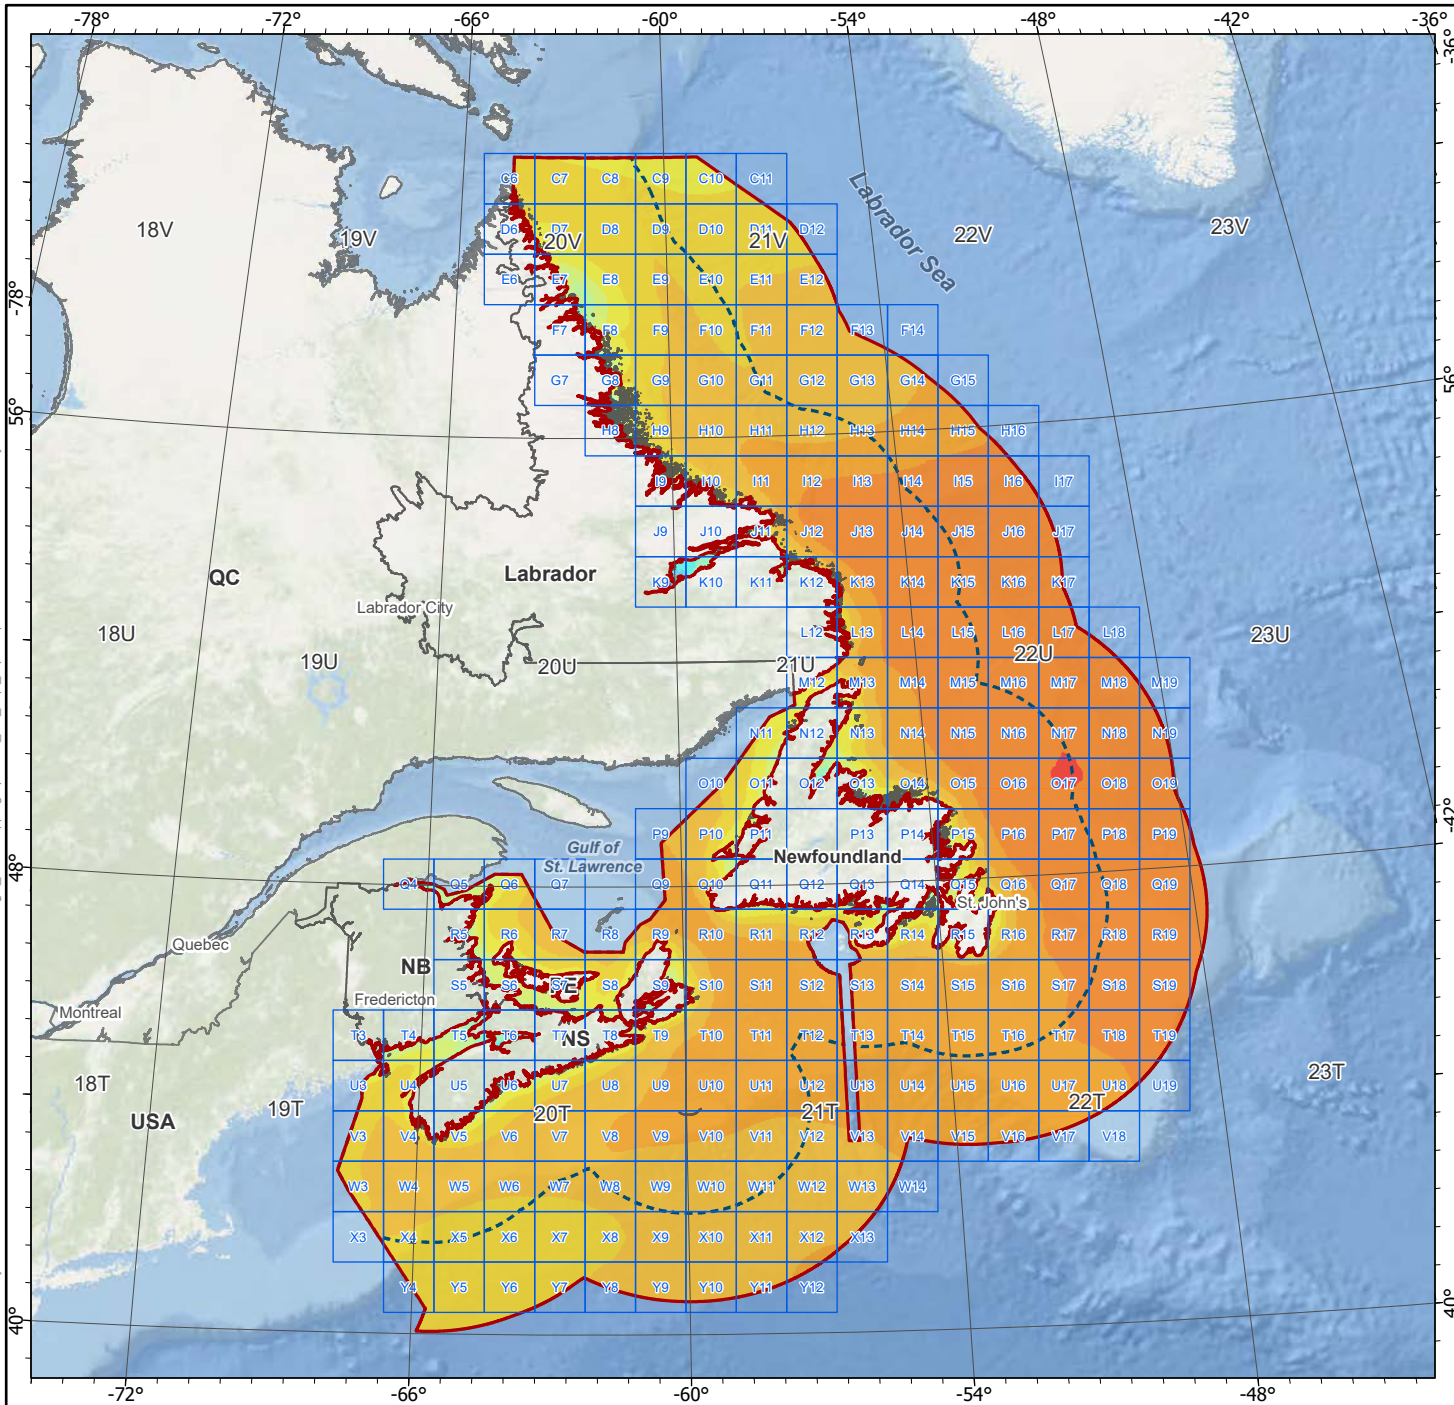 -78° -72° -66° -60° -54° -48° -42° -36°
-36°
C6 C7 C8 C9 C10 C11
Labrador Sea
18V 19V 20V 21V 22V 23V
D6 D7 D8 D9 D10 D11 D12
E6 E7 E8 E9 E10 E11 E12
-78°
F7 F8 F9 F10 F11 F12 F13 F14
G7 G8 G9 G10 G11 G12 G13 G14 G15
56° 56°
H8 H9 H10 H11 H12 H13 H14 H15 H16
I9 I10 I11 I12 I13 I14 I15 I16 I17
J9 J10 J11 J12 J13 J14 J15 J16 J17
QC Labrador
K9 K10 K11 K12 K13 K14 K15 K16 K17
Labrador City
18U 19U 20U 21U 22U 23U
L12 L13 L14 L15 L16 L17 L18
M12 M13 M14 M15 M16 M17 M18 M19
N11 N12 N13 N14 N15 N16 N17 N18 N19
O10 O11 O12 O13 O14 O15 O16 O17 O18 O19
-42°
P9 P10 P11 P13 P14 P15 P16 P17 P18 P19
Gulf of
St. Lawrence
Newfoundland
48° 48°
Q4 Q5 Q6 Q7 Q9 Q10 Q11 Q12 Q13 Q14 Q15 Q16 Q17 Q18 Q19
St. John's
Quebec
R5 R6 R7 R8 R9 R10 R11 R12 R13 R14 R15 R16 R17 R18 R19
NB
S5 S6 S7 S8 S9 S10 S11 S12 S13 S14 S15 S16 S17 S18 S19
Fredericton
Montreal
T3 T4 T5 T6 T7 T8 T9 T10 T11 T12 T13 T14 T15 T16 T17 T18 T19
NS
U3 U4 U5 U6 U7 U8 U9 U10 U11 U12 U13 U14 U15 U16 U17 U18 U19
18T 19T 20T 21T 22T 23T
USA
V3 V4 V5 V6 V7 V8 V9 V10 V11 V12 V13 V14 V15 V16 V17 V18
W3 W4 W5 W6 W7 W8 W9 W10 W11 W12 W13 W14
X3 X4 X5 X6 X7 X8 X9 X10 X11 X12 X13
Y4 Y5 Y6 Y7 Y8 Y9 Y10 Y11 Y12
40° 40°
-72° -66° -60° -54° -48°